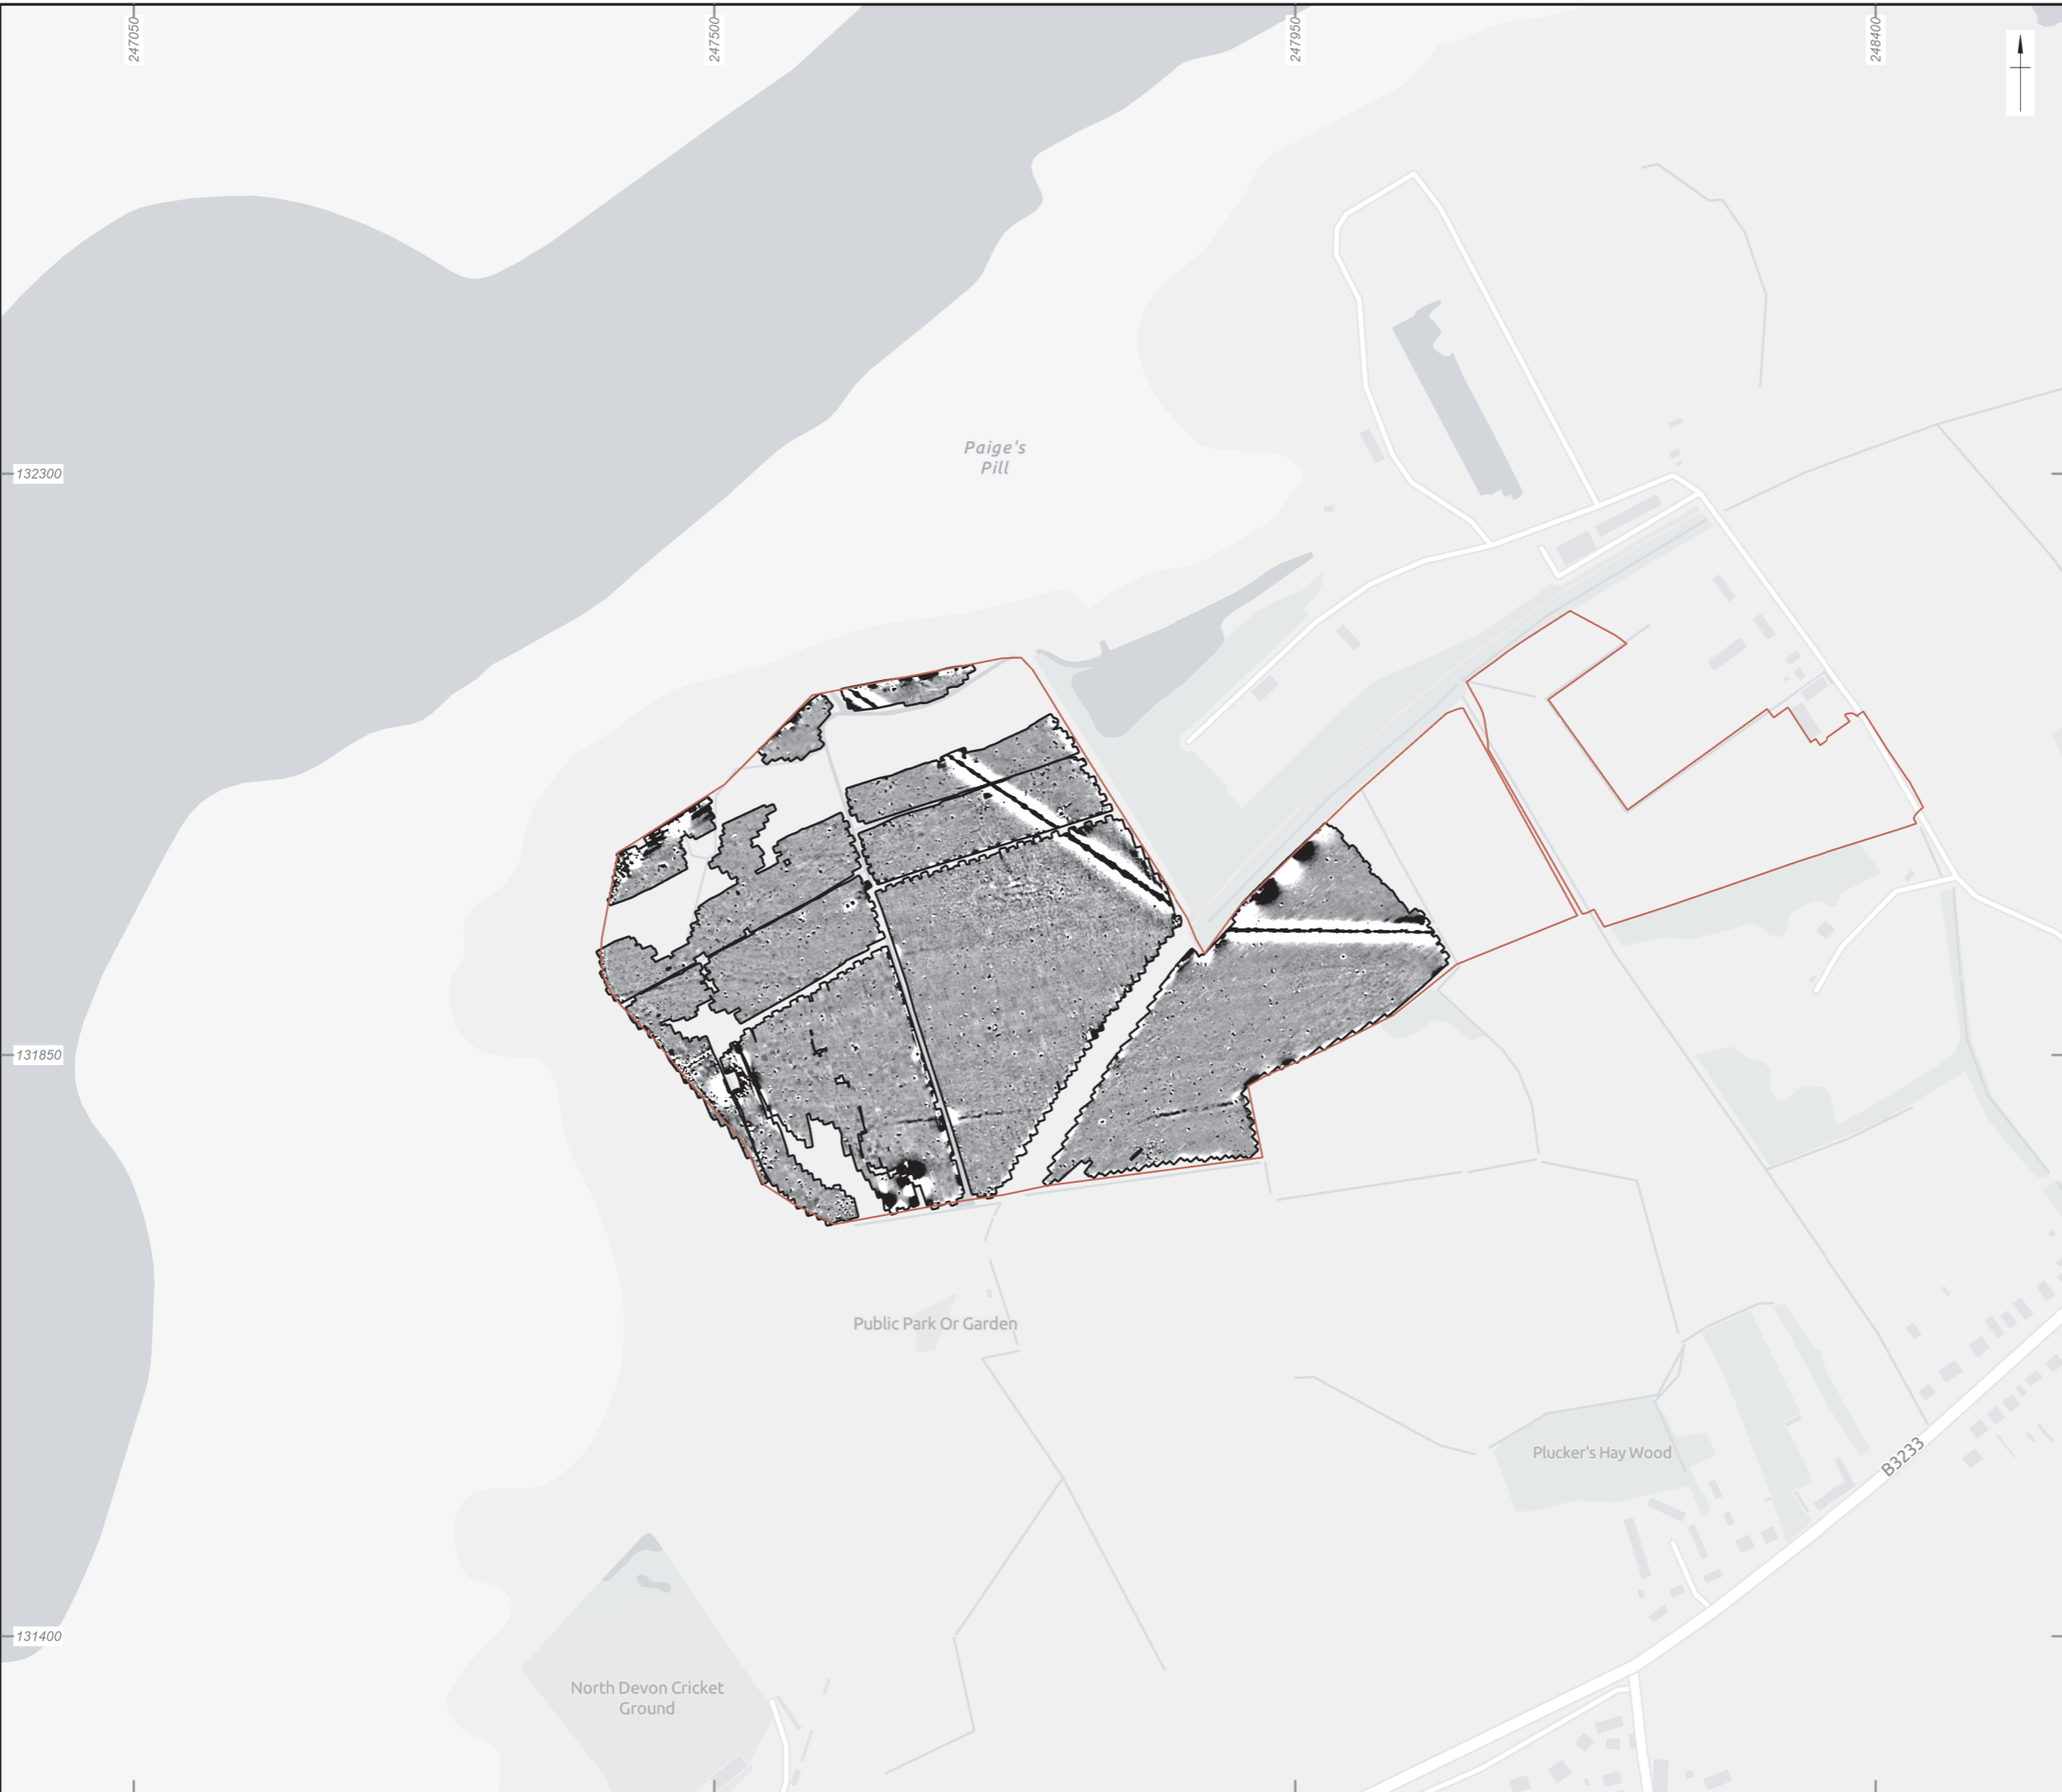 247050
247500
247950
248400
Paige's
Pill
132300
131850
Public Park Or Garden
Plucker's Hay Wood
B3233
131400
North Devon Cricket
Ground